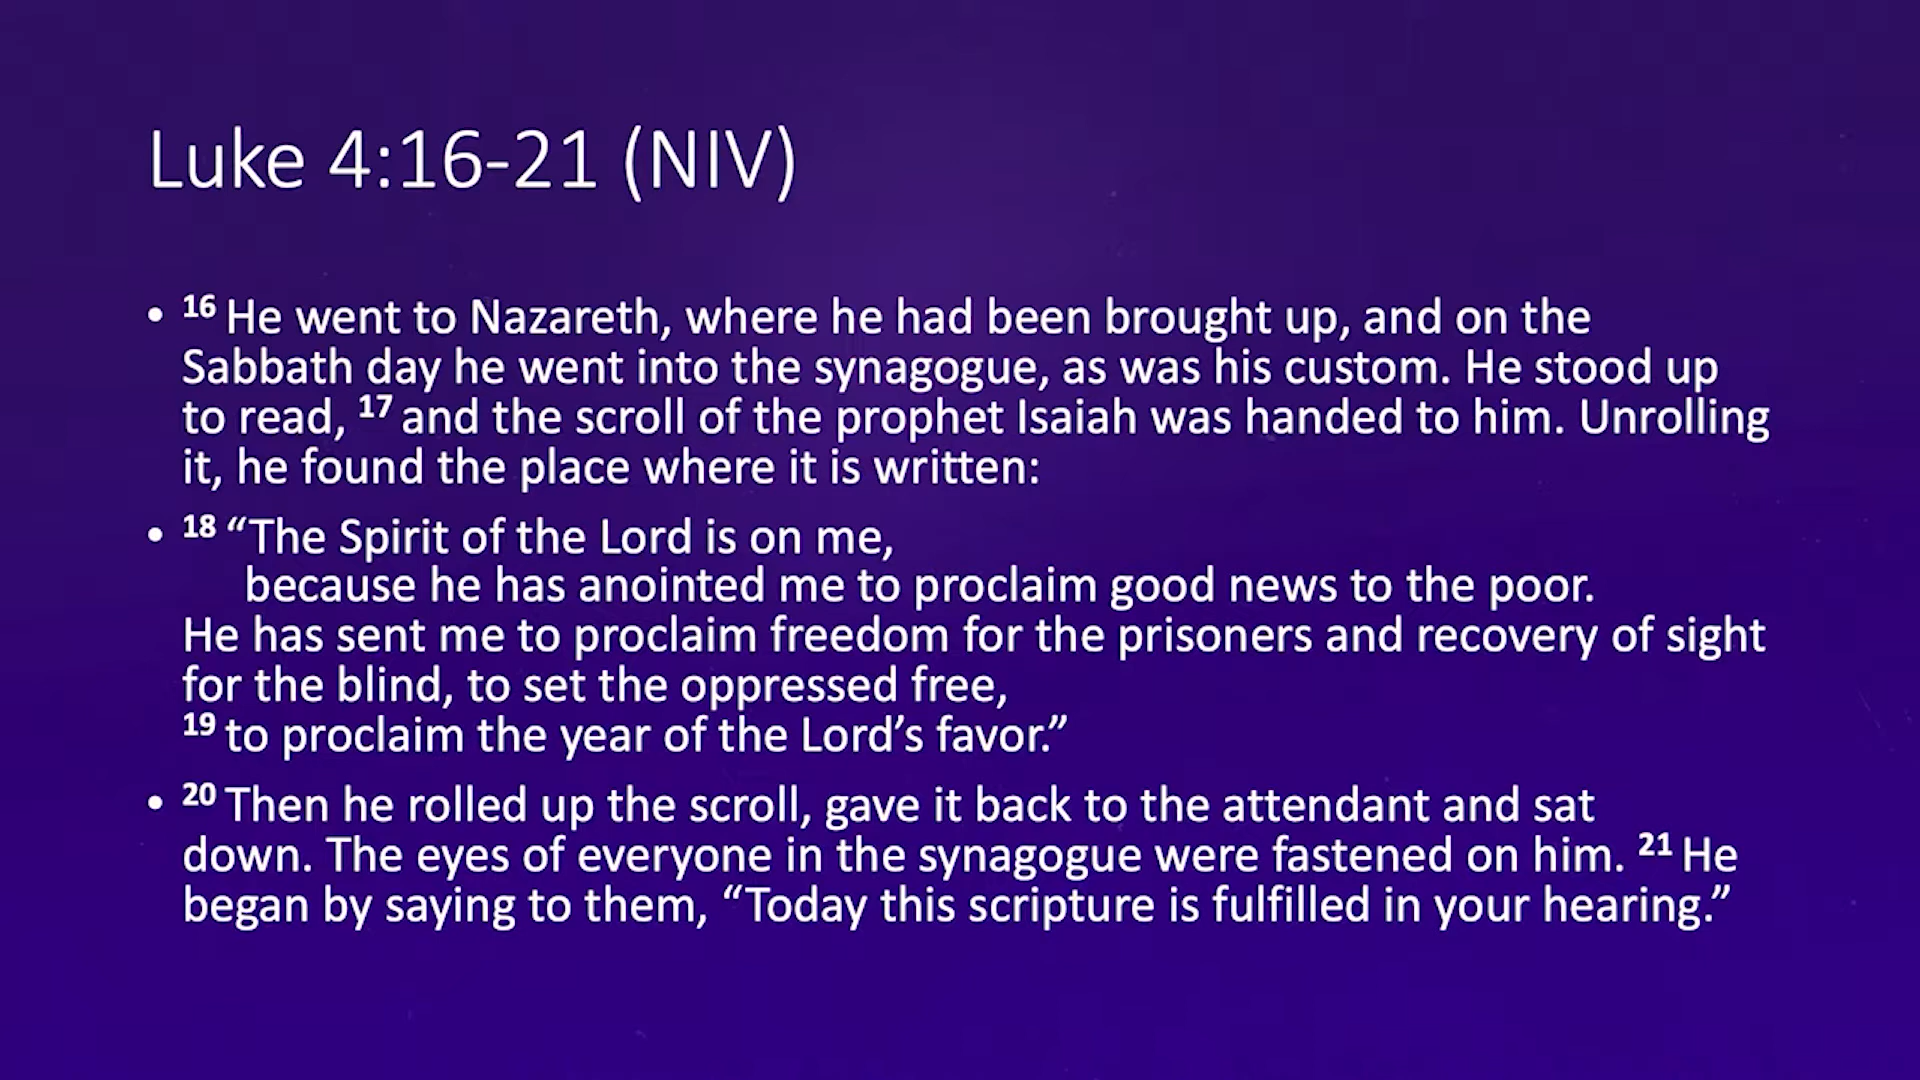 Luke 4:16-21 (NIV)
• 16 He went to Nazareth, where he had been brought up, and on the
Sabbath day he went into the synagogue, as was his custom. He stood up
to read, 17 and the scroll of the prophet Isaiah was handed to him. Unrolling
it, he found the place where it is written:
• 18 “The Spirit of the Lord is on me,
because he has anointed me to proclaim good news to the poor.
He has sent me to proclaim freedom for the prisoners and recovery of sight
for the blind, to set the oppressed free,
19 to proclaim the year of the Lord’s favor.”
• 20 Then he rolled up the scroll, gave it back to the attendant and sat
down. The eyes of everyone in the synagogue were fastened on him. 21 He
began by saying to them, “Today this scripture is fulfilled in your hearing.”